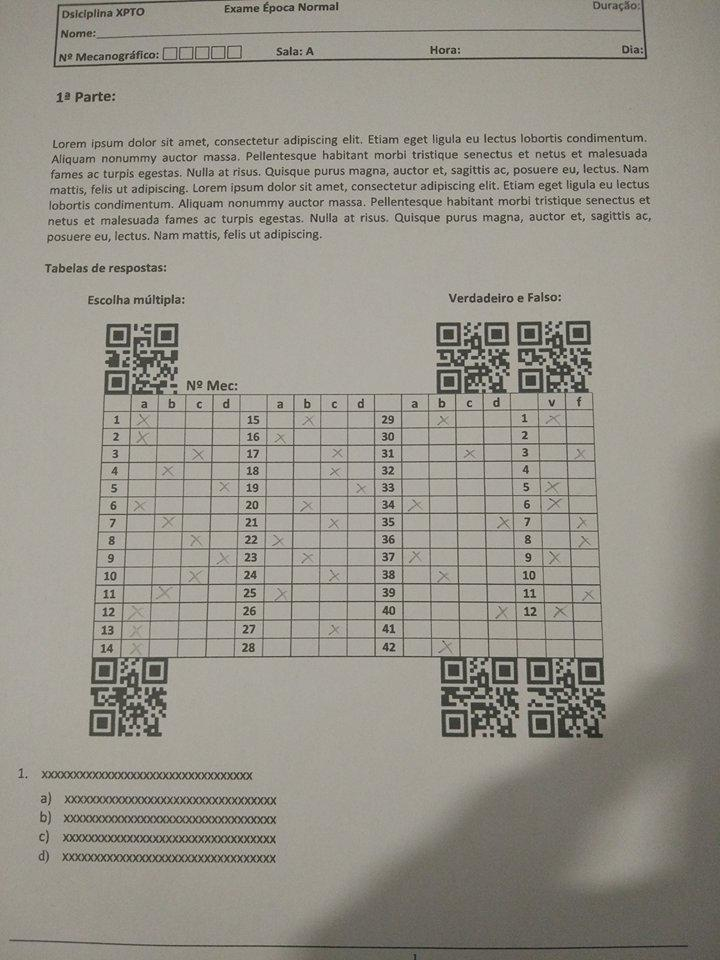 Dsiciplina XPTO Exame Época Normal Duração:
Nome:
Nº Mecanográfico: Sala: A Hora: Dia:
1ª Parte:
Lorem ipsum dolor sit amet, consectetur adipiscing elit. Etiam eget ligula eu lectus lobortis condimentum.
Aliquam nonummy auctor massa. Pellentesque habitant morbi tristique senectus et netus et malesuada
fames ac turpis egestas. Nulla at risus. Quisque purus magna, auctor et, sagittis ac, posuere eu, lectus. Nam
mattis, felis ut adipiscing. Lorem ipsum dolor sit amet, consectetur adipiscing elit. Etiam eget ligula eu lectus
lobortis condimentum. Aliquam nonummy auctor massa. Pellentesque habitant morbi tristique senectus et
netus et malesuada fames ac turpis egestas. Nulla at risus. Quisque purus magna, auctor et, sagittis ac,
posuere eu, lectus. Nam mattis, felis ut adipiscing.
Tabelas de respostas:
Escolha múltipla: Verdadeiro e Falso:
Nº Mec:
a b c d a b c d a b c d v f
1 X 15 X 29 X 1 X
2 X 16 X 30 2
3 X 17 X 31 X 3 X
4 X 18 X 32 4
5 X 19 X 33 5 X
6 X 20 X 34 X 6 X
7 X 21 X 35 X 7 X
8 X 22 X 36 8 X
9 X 23 X 37 X 9 X
10 X 24 X 38 X 10
11 X 25 X 39 11 X
12 X 26 40 X 12 X
13 X 27 X 41
14 X 28 42 X
1. xxxxxxxxxxxxxxxxxxxxxxxxxxxxxxxxx
a) xxxxxxxxxxxxxxxxxxxxxxxxxxxxxxxxx
b) xxxxxxxxxxxxxxxxxxxxxxxxxxxxxxxxx
c) xxxxxxxxxxxxxxxxxxxxxxxxxxxxxxxxx
d) xxxxxxxxxxxxxxxxxxxxxxxxxxxxxxxxx